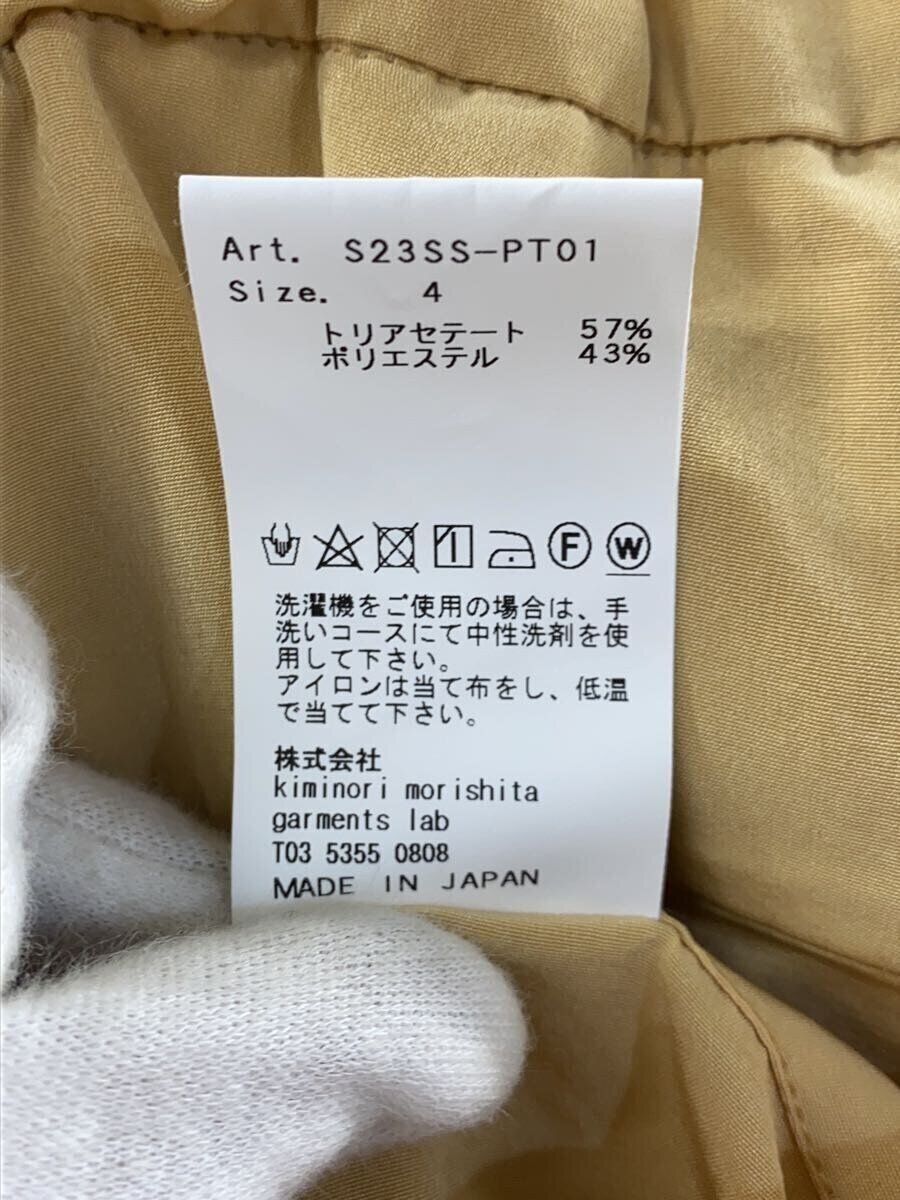 Art. S23SS-PT01
Size. 4
トリアセテート 57%
ポリエステル 43%
F W
洗濯機をご使用の場合は、手
洗いコースにて中性洗剤を使
用して下さい。
アイロンは当て布をし、低温
で当てて下さい。
株式会社
kiminori morishita
garments lab
T03 5355 0808
MADE IN JAPAN